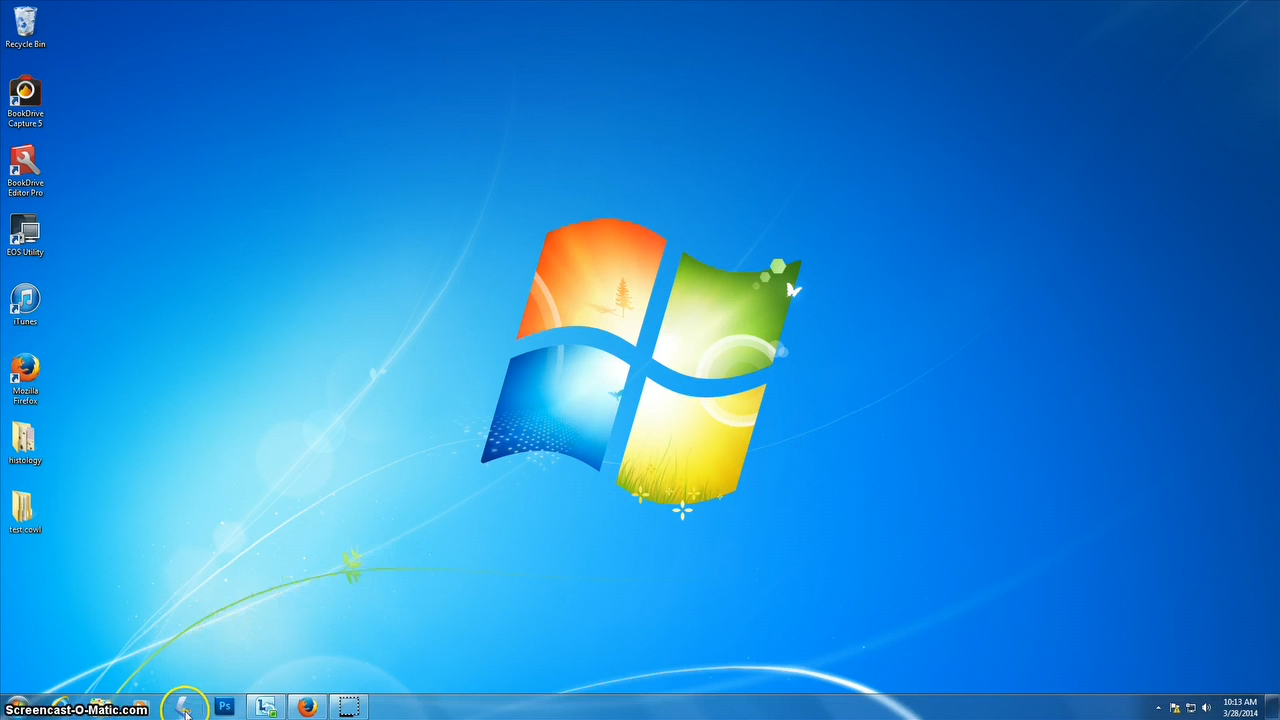 Recycle Bin
BookDrive
Capture 5
BookDrive
Editor Pro
EOS Utility
iTunes
Mozilla
Firefox
histology
test cowl
Screencast-O-Matic.com
Ps
10:13 AM
3/28/2014